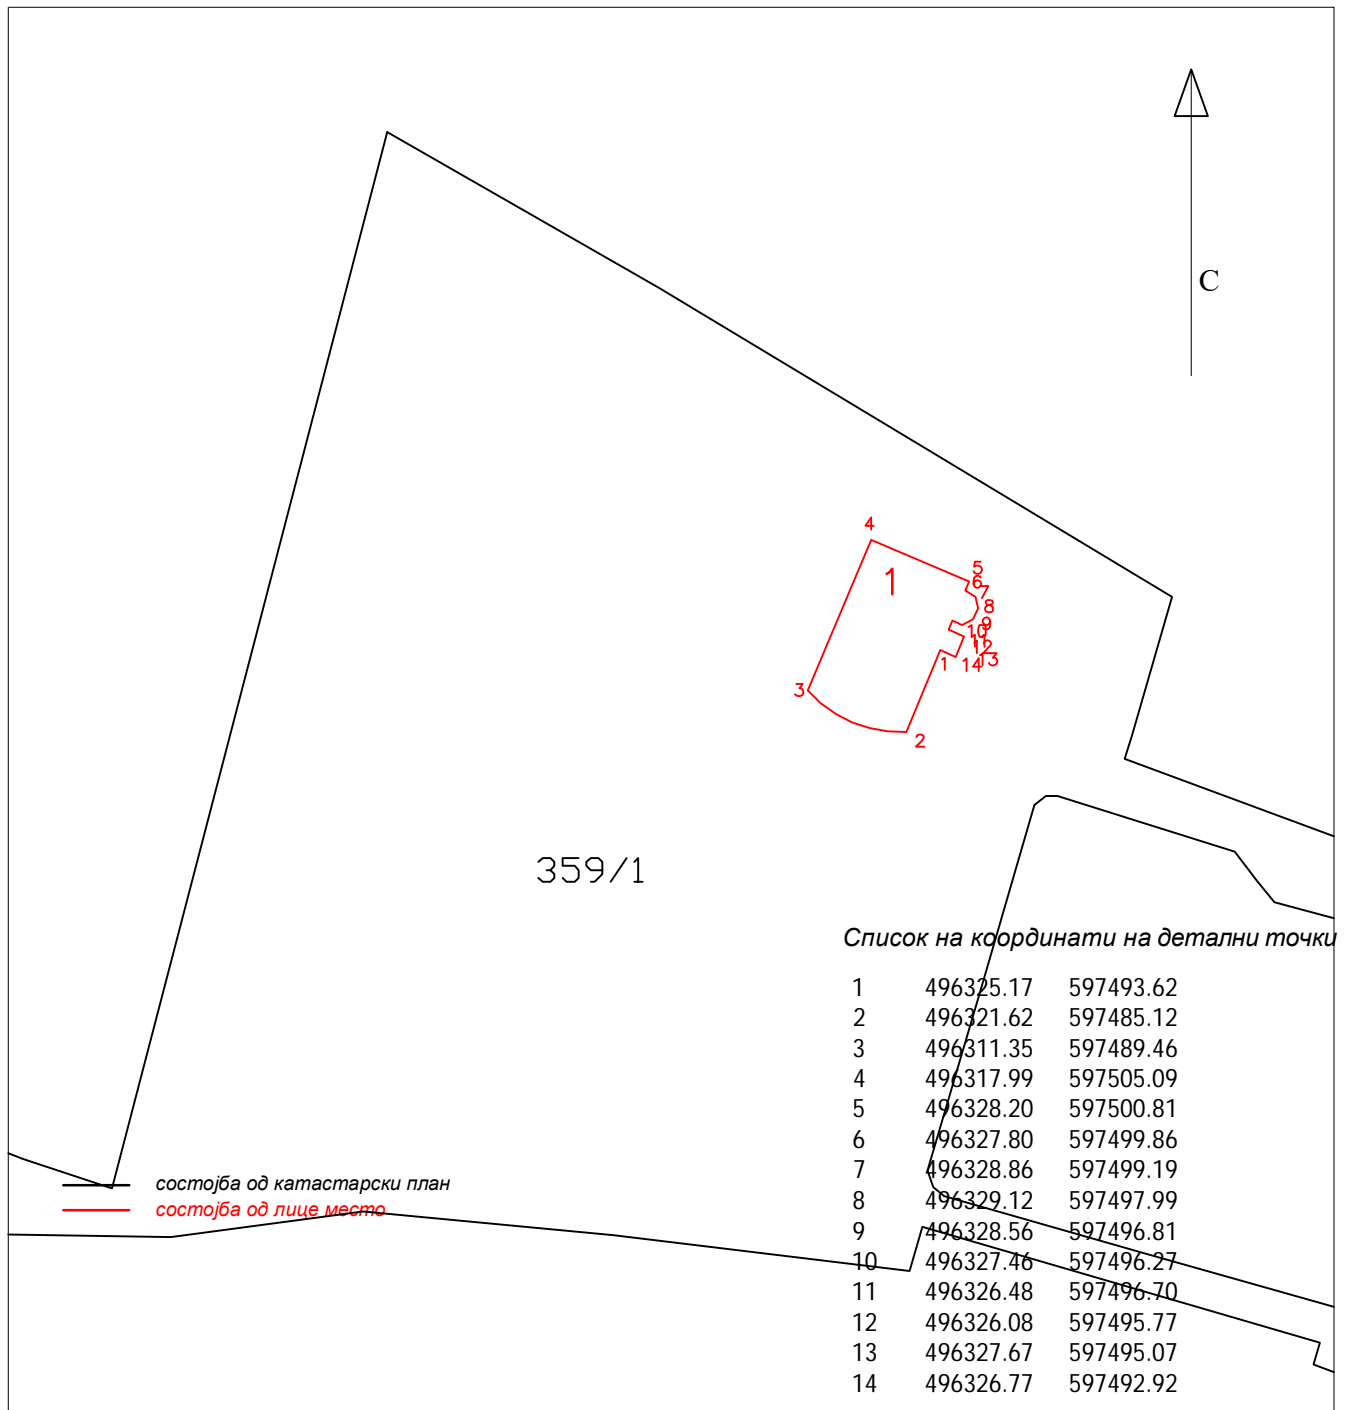 С
4
1
5
6
7
8
9
10
11
12
13
14
1
3
2
359/1
Список на координати на детални точки
1 496325.17 597493.62
2 496321.62 597485.12
3 496311.35 597489.46
4 496317.99 597505.09
5 496328.20 597500.81
6 496327.80 597499.86
7 496328.86 597499.19
8 496329.12 597497.99
9 496328.56 597496.81
10 496327.46 597496.27
11 496326.48 597496.70
12 496326.08 597495.77
13 496327.67 597495.07
14 496326.77 597492.92
состојба од катастарски план
состојба од лице место